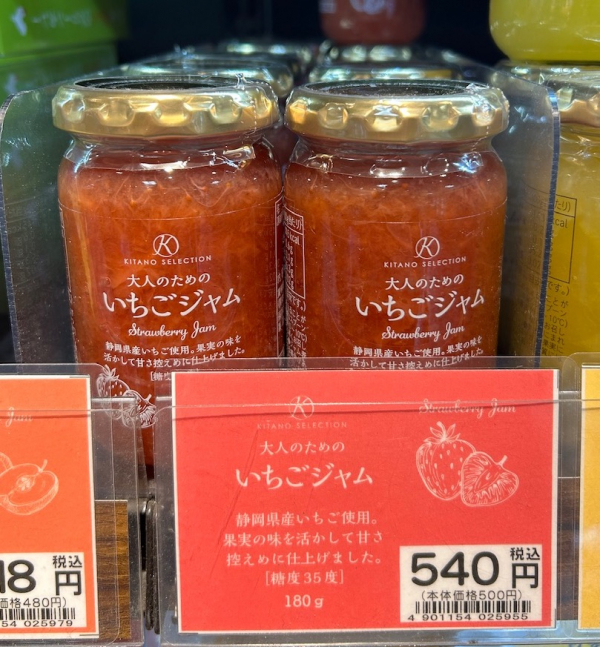 KITANO SELECTION
大人のための
いちごジャム
Strawberry Jam
静岡県産いちご使用。果実の味を
活かして甘さ控えめに仕上げました。
[糖度
KITANO SELECTION
大人のための
いちごジャム
Strawberry Jam
静岡県産いちご使用。果実の味を
活かして甘さ控えめに仕上げました。
kcal
Jam
18 税込
円
価格480円)
54 025979
KITANO SELECTION
Strawberry Jam
大人のための
いちごジャム
静岡県産いちご使用。
果実の味を活かして甘さ
控えめに仕上げました。
[糖度35度]
180g
540 税込
円
(本体価格500円)
4 901154 025955